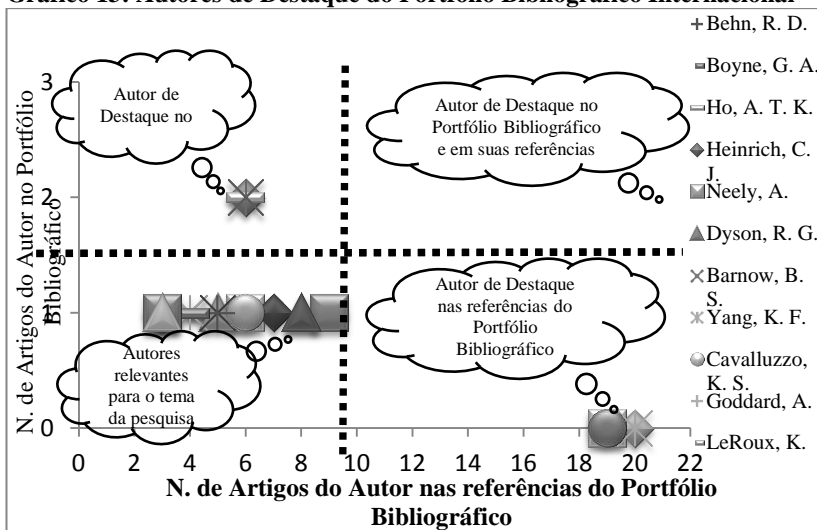 Gráfico 13: Autores de Destaque do Portfólio Bibliográfico Internacional
N. de Artigos do Autor no Portfólio
Bibliográfico
3
2
1
0
Autor de
Destaque no
Autor de Destaque no
Portfólio Bibliográfico
e em suas referências
Autores
relevantes
para o tema
da pesquisa
Autor de Destaque
nas referências do
Portfólio
Bibliográfico
0 2 4 6 8 10 12 14 16 18 20 22
N. de Artigos do Autor nas referências do Portfólio
Bibliográfico
Behn, R. D.
Boyne, G. A.
Ho, A. T. K.
Heinrich, C.
J.
Neely, A.
Dyson, R. G.
Barnow, B.
S.
Yang, K. F.
Cavalluzzo,
K. S.
Goddard, A.
LeRoux, K.